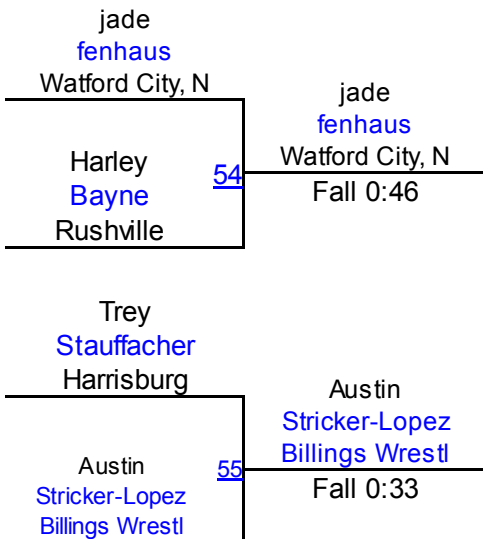 jade
fenhaus
Watford City, N
jade
fenhaus
Watford City, N
Harley
Bayne
Rushville
54
Fall 0:46
Trey
Stauffacher
Harrisburg
Austin
Stricker-Lopez
Billings Wrestl
Austin
Stricker-Lopez
Billings Wrestl
55
Fall 0:33